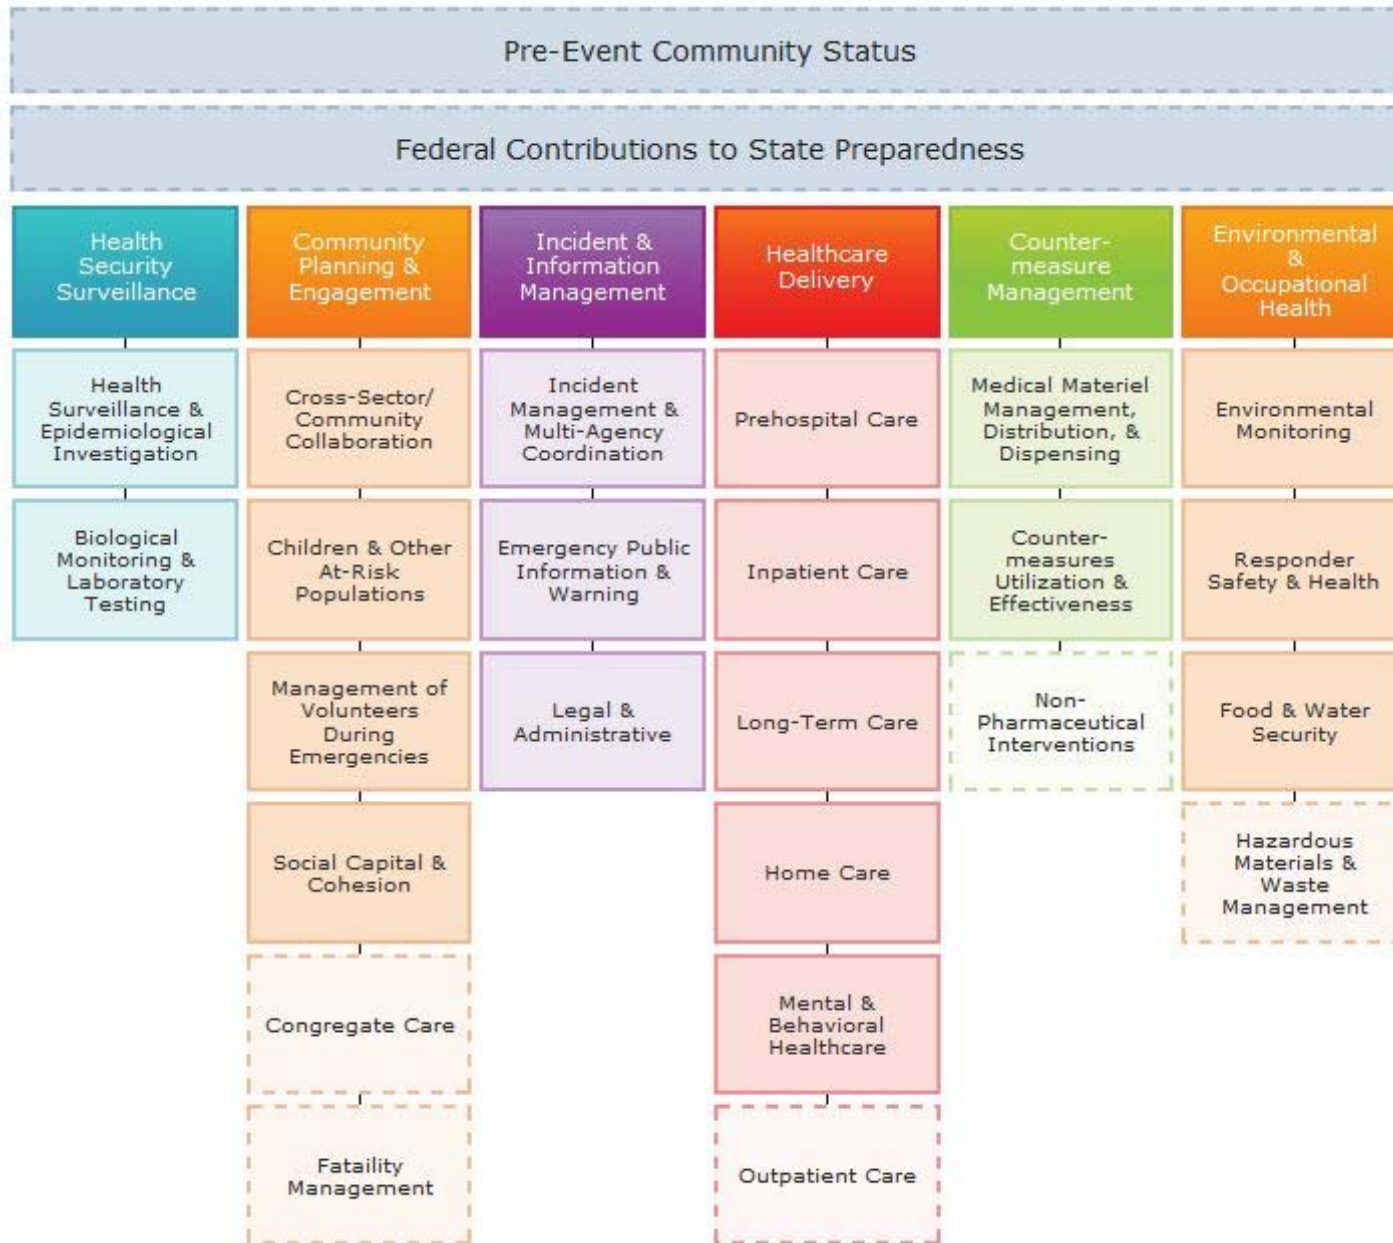 Pre-Event Community Status
Federal Contributions to State Preparedness
Health
Security
Surveillance
Community
Planning &
Engagement
Incident &
Information
Management
Healthcare
Delivery
Counter-
measure
Management
Environmental
&
Occupational
Health
Health
Surveillance &
Epidemiological
Investigation
Cross-Sector/
Community
Collaboration
Incident
Management &
Multi-Agency
Coordination
Prehospital Care
Medical Materiel
Management,
Distribution, &
Dispensing
Environmental
Monitoring
Biological
Monitoring &
Laboratory
Testing
Children & Other
At-Risk
Populations
Emergency Public
Information &
Warning
Inpatient Care
Counter-
measures
Utilization &
Effectiveness
Responder
Safety & Health
Management of
Volunteers
During
Emergencies
Legal &
Administrative
Long-Term Care
Non-
Pharmaceutical
Interventions
Food & Water
Security
Social Capital &
Cohesion
Home Care
Hazardous
Materials &
Waste
Management
Congregate Care
Mental &
Behavioral
Healthcare
Fataility
Management
Outpatient Care